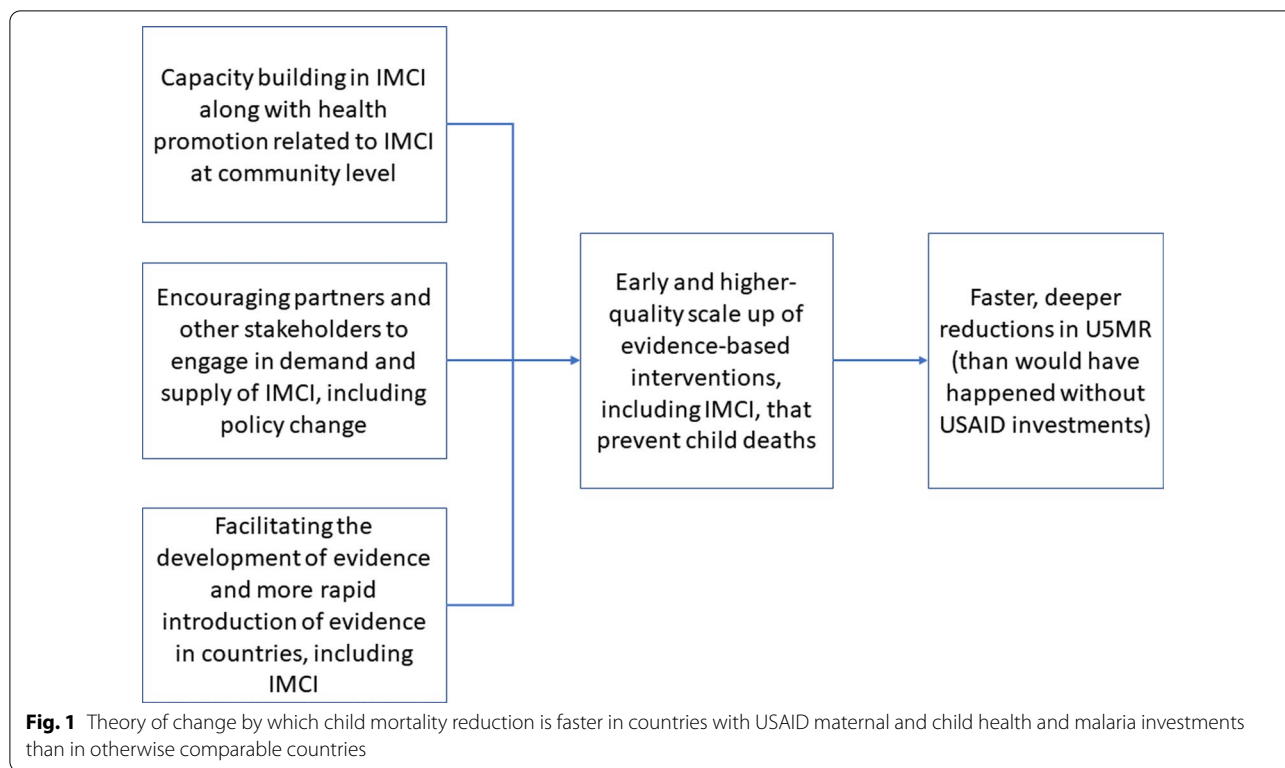 Capacity building in IMCI
along with health
promotion related to IMCI
at community level
Encouraging partners and
other stakeholders to
engage in demand and
supply of IMCI, including
policy change
Facilitating the
development of evidence
and more rapid
introduction of evidence
in countries, including
IMCI
Early and higher-
quality scale up of
evidence-based
interventions,
including IMCI, that
prevent child deaths
Faster, deeper
reductions in U5MR
(than would have
happened without
USAID investments)
Fig. 1 Theory of change by which child mortality reduction is faster in countries with USAID maternal and child health and malaria investments
than in otherwise comparable countries